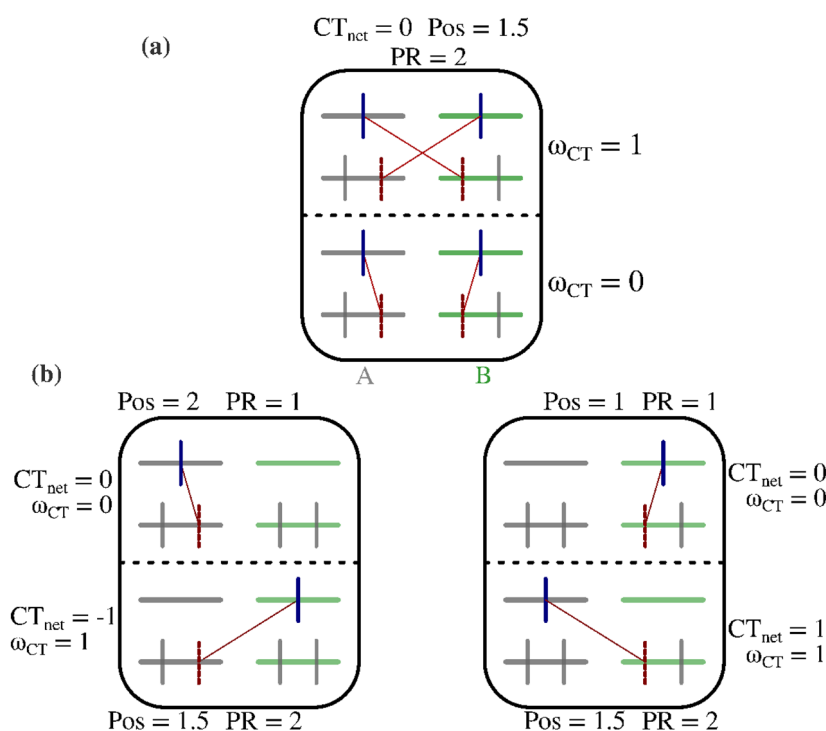 (a)
CT_net = 0 Pos = 1.5
PR = 2
ω_CT = 1
ω_CT = 0
A B
(b)
Pos = 2 PR = 1
CT_net = 0
ω_CT = 0
CT_net = -1
ω_CT = 1
Pos = 1.5 PR = 2
Pos = 1 PR = 1
CT_net = 0
ω_CT = 0
CT_net = 1
ω_CT = 1
Pos = 1.5 PR = 2